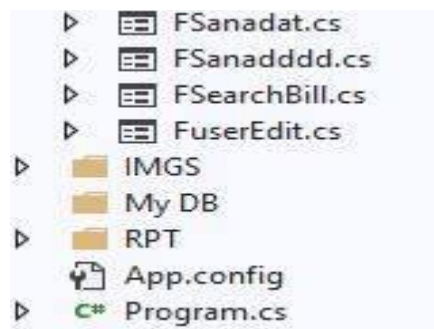 FSanadat.cs
FSanadddd.cs
FSearchBill.cs
FuserEdit.cs
IMGS
My DB
RPT
App.config
C# Program.cs